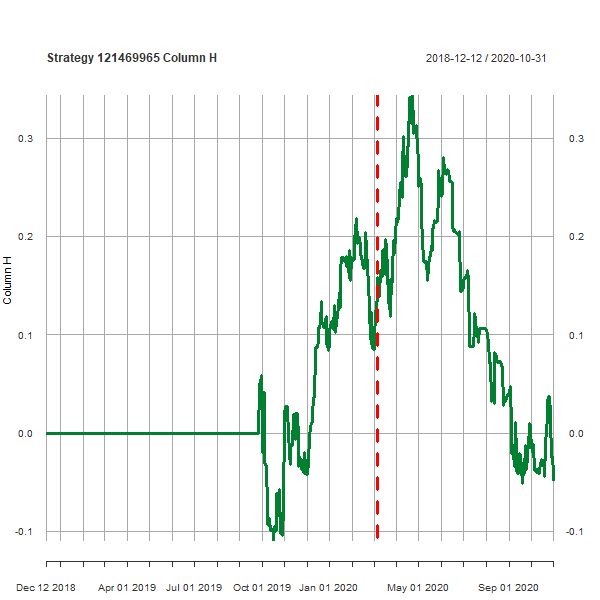 Strategy 121469965 Column H
2018-12-12 / 2020-10-31
0.3
0.3
0.2
0.2
Column H
0.1
0.1
0.0
0.0
-0.1
-0.1
Dec 12 2018
Apr 01 2019
Jul 01 2019
Oct 01 2019
Jan 01 2020
May 01 2020
Sep 01 2020